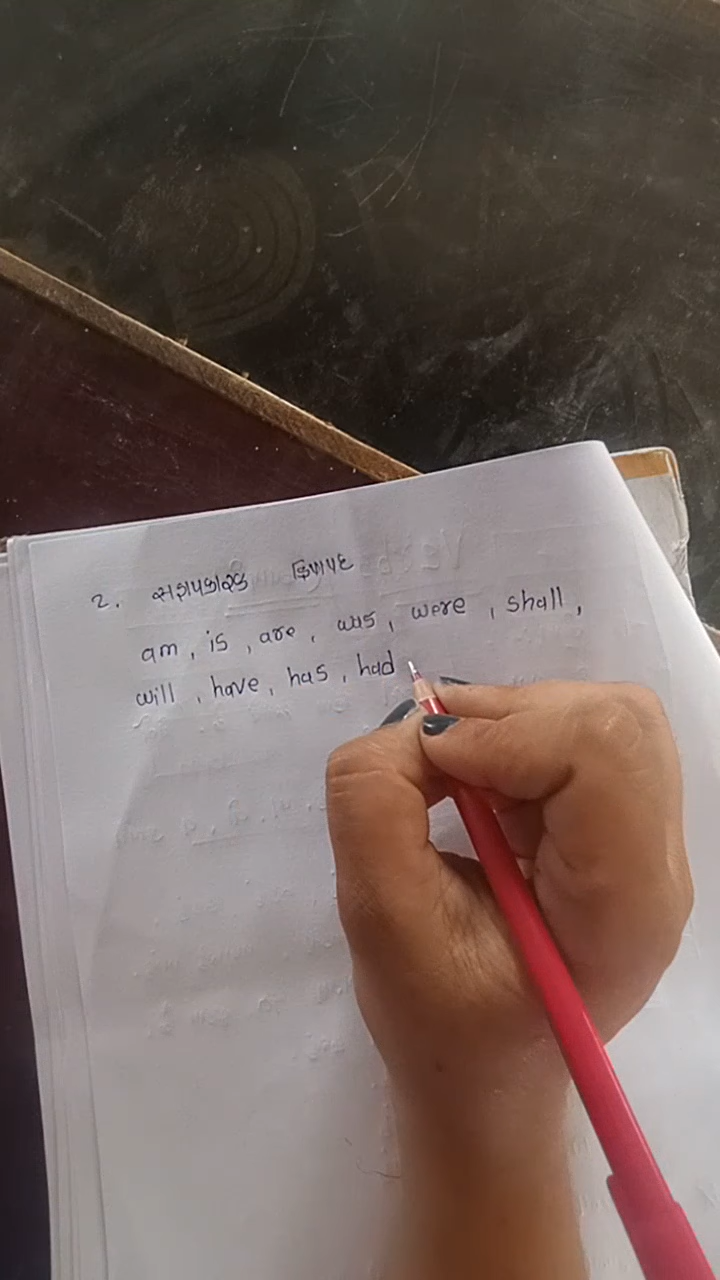 2. સહાયકારક ક્રિયાપદ
am, is, are, was, were, shall,
will, have, has, had